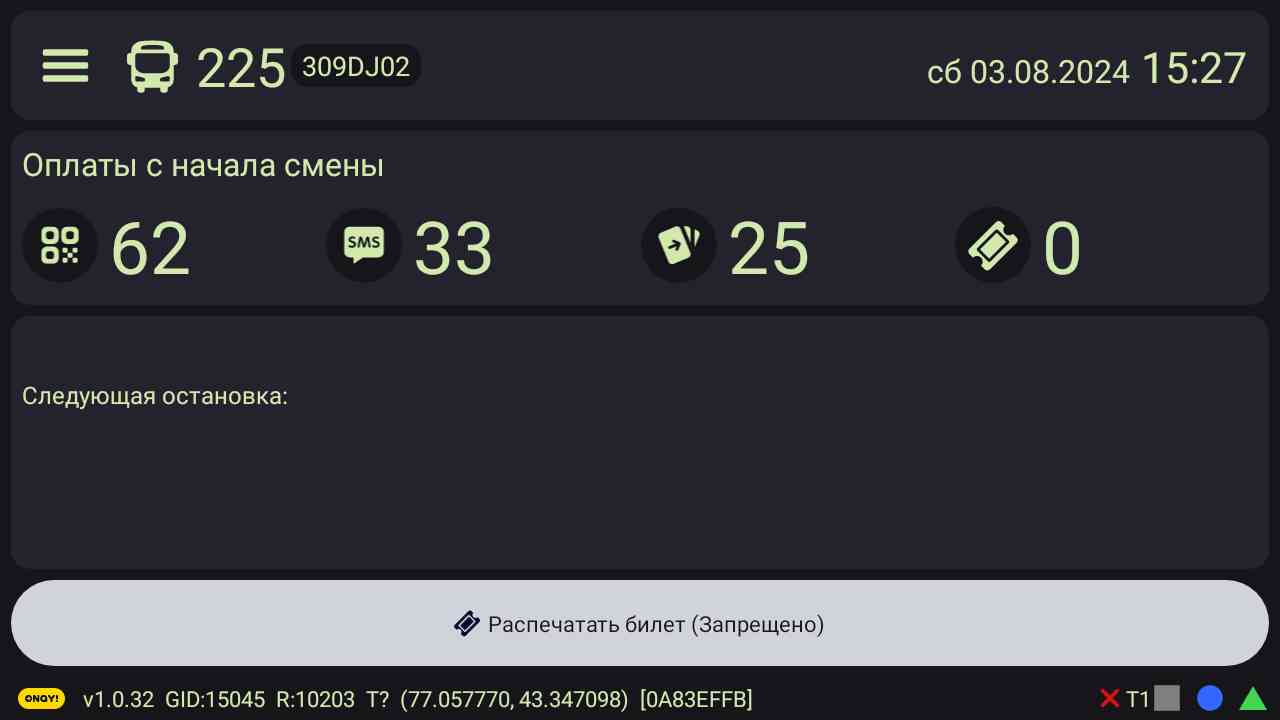 225 309DJ02 сб 03.08.2024 15:27
Оплаты с начала смены
62 SMS 33 25 0
Следующая остановка:
Распечатать билет (Запрещено)
ONAY! v1.0.32 GID:15045 R:10203 T? (77.057770, 43.347098) [0A83EFFB] T1